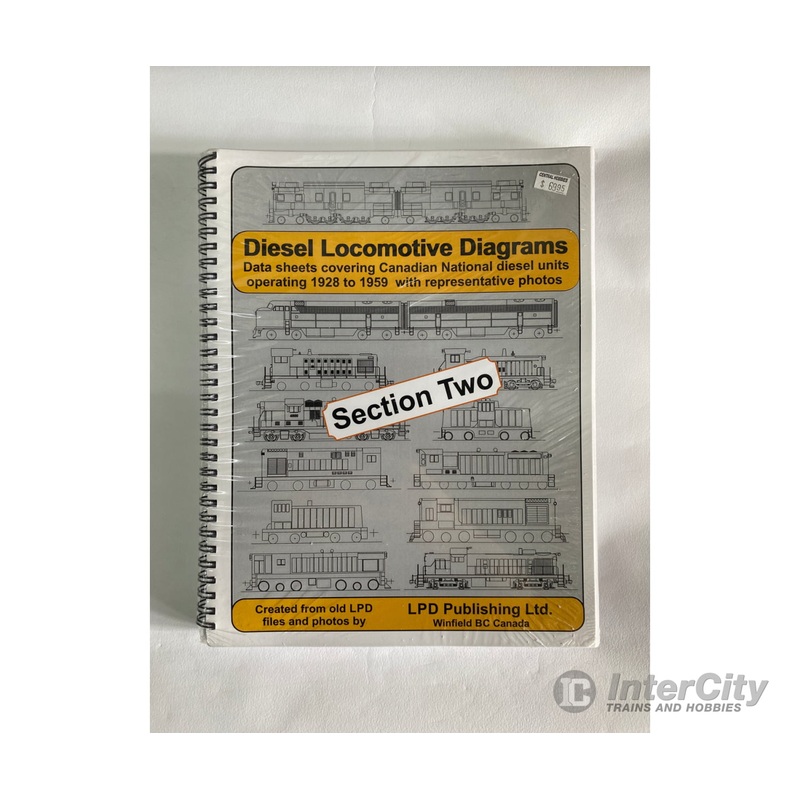 CENTRAL HOBBIES
$ 69.95
Diesel Locomotive Diagrams
Data sheets covering Canadian National diesel units
operating 1928 to 1959 with representative photos
Section Two
Created from old LPD
files and photos by
LPD Publishing Ltd.
Winfield BC Canada
InterCity
TRAINS AND HOBBIES